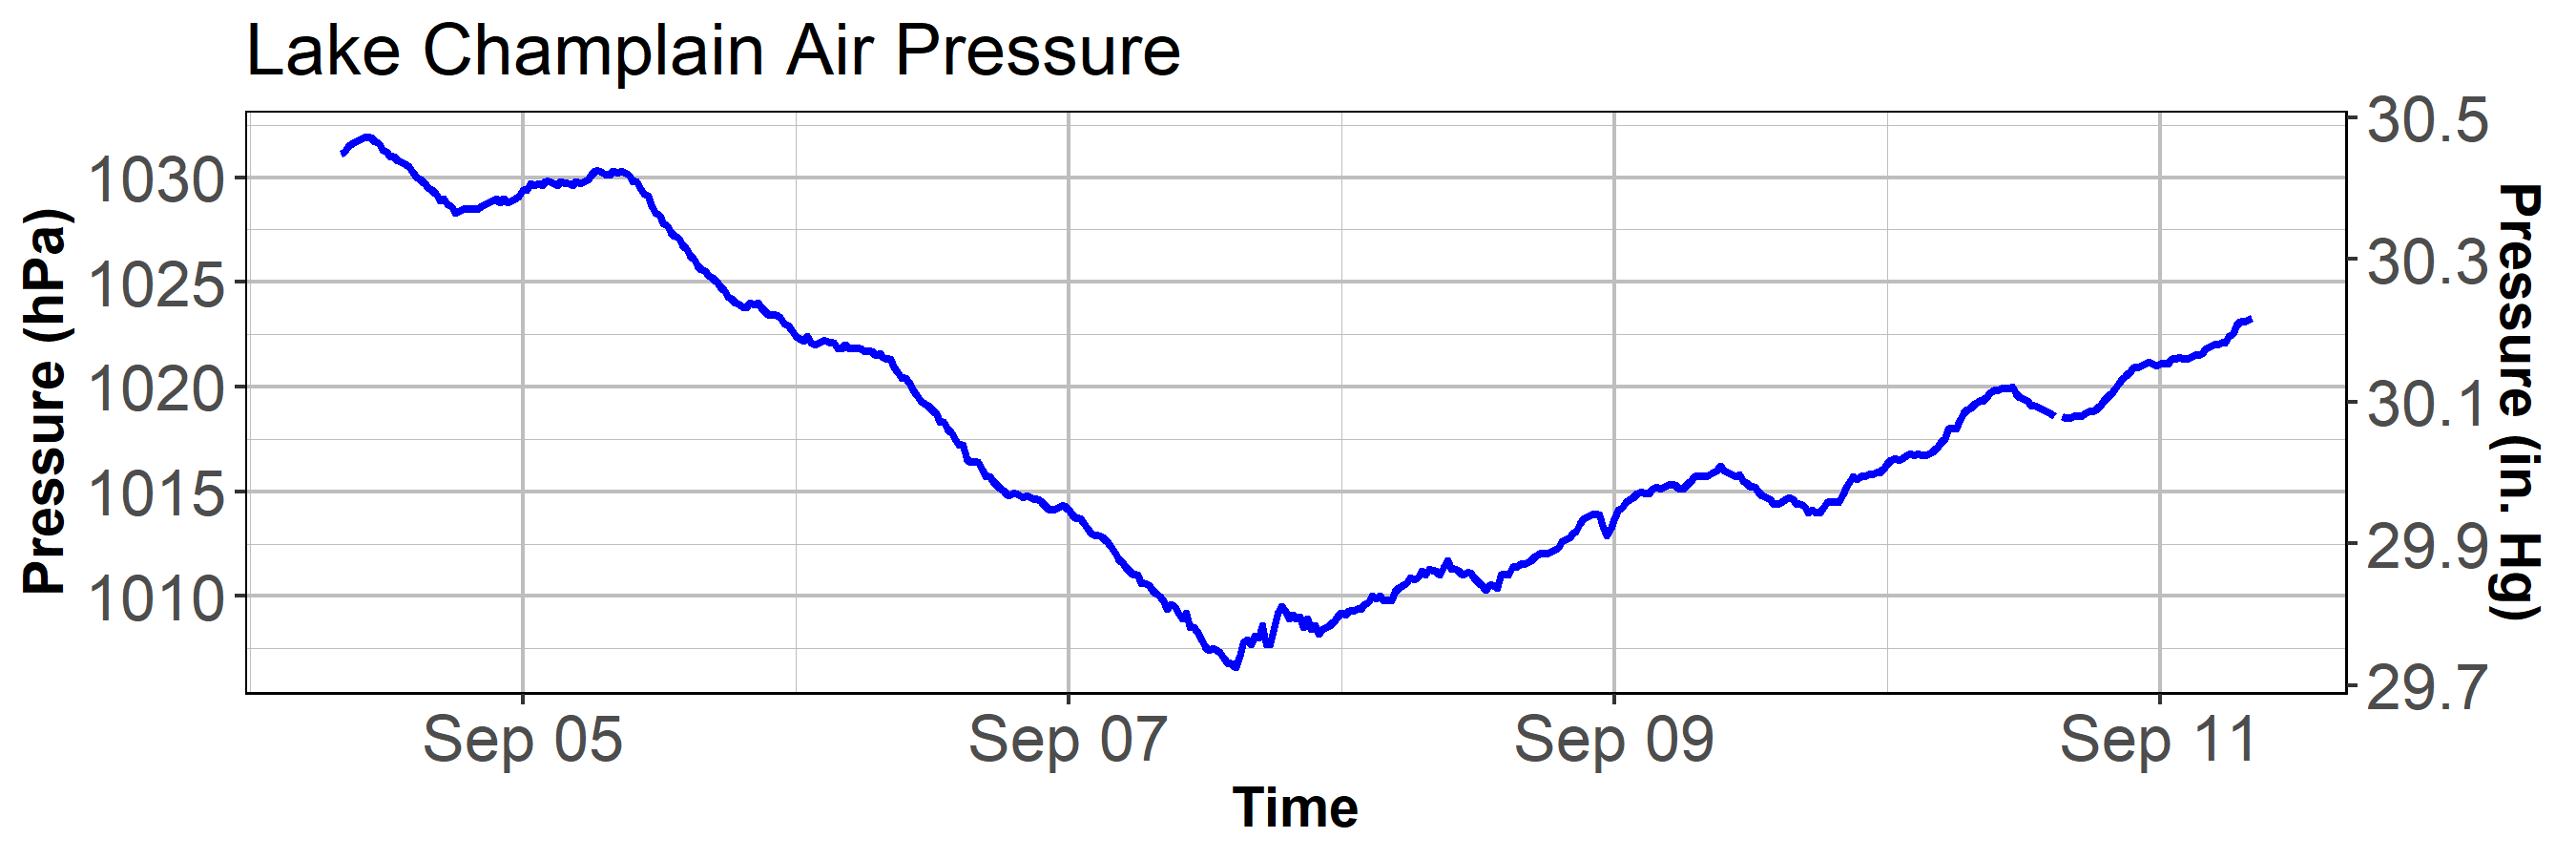 Lake Champlain Air Pressure
Pressure (hPa)
1030
1025
1020
1015
1010
30.5
30.3
30.1
29.9
29.7
Pressure (in. Hg)
Sep 05 Sep 07 Sep 09 Sep 11
Time